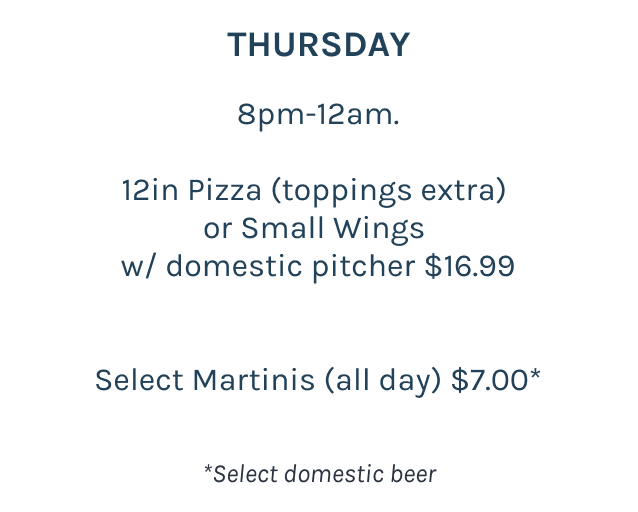 THURSDAY
8pm-12am.
12in Pizza (toppings extra)
or Small Wings
w/ domestic pitcher $16.99
Select Martinis (all day) $7.00*
*Select domestic beer